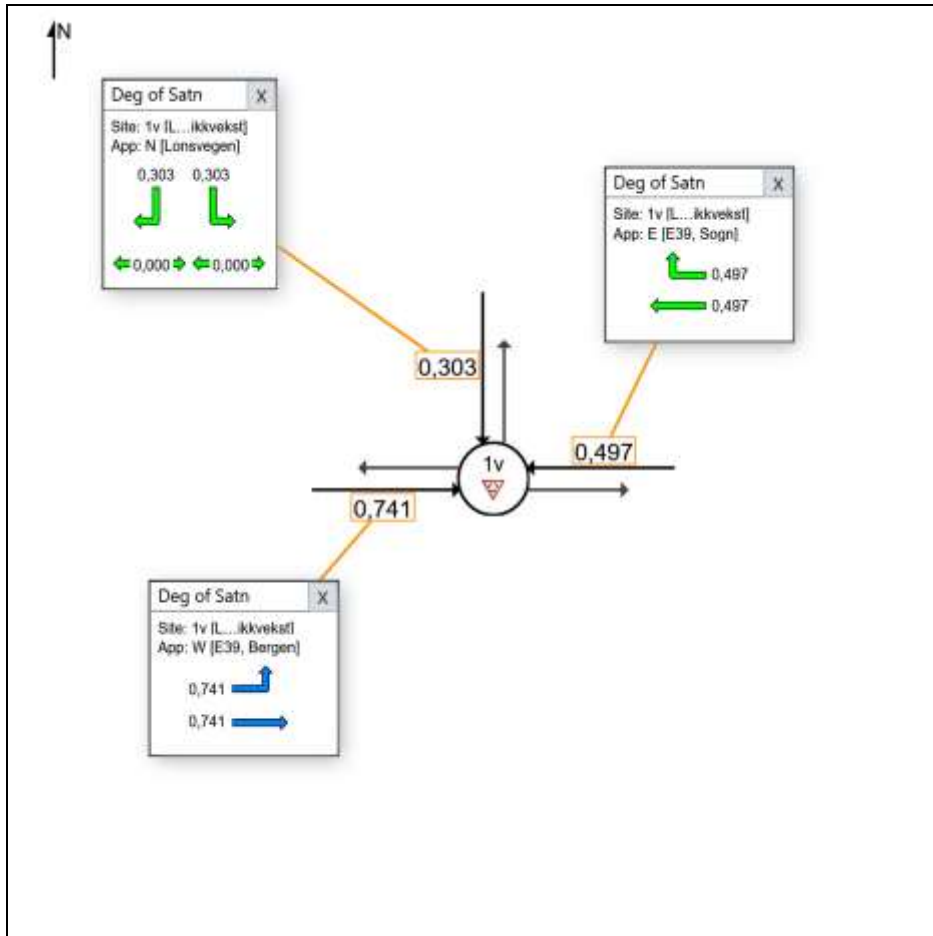 N
Deg of Satn X
Site: 1v [L...ikkvekst]
App: N [Lonsvegen]
0,303 0,303
0,000 0,000
Deg of Satn X
Site: 1v [L...ikkvekst]
App: E [E39, Sogn]
0,497
0,497
0,303
0,497
1v
0,741
Deg of Satn X
Site: 1v [L...ikkvekst]
App: W [E39, Bergen]
0,741
0,741